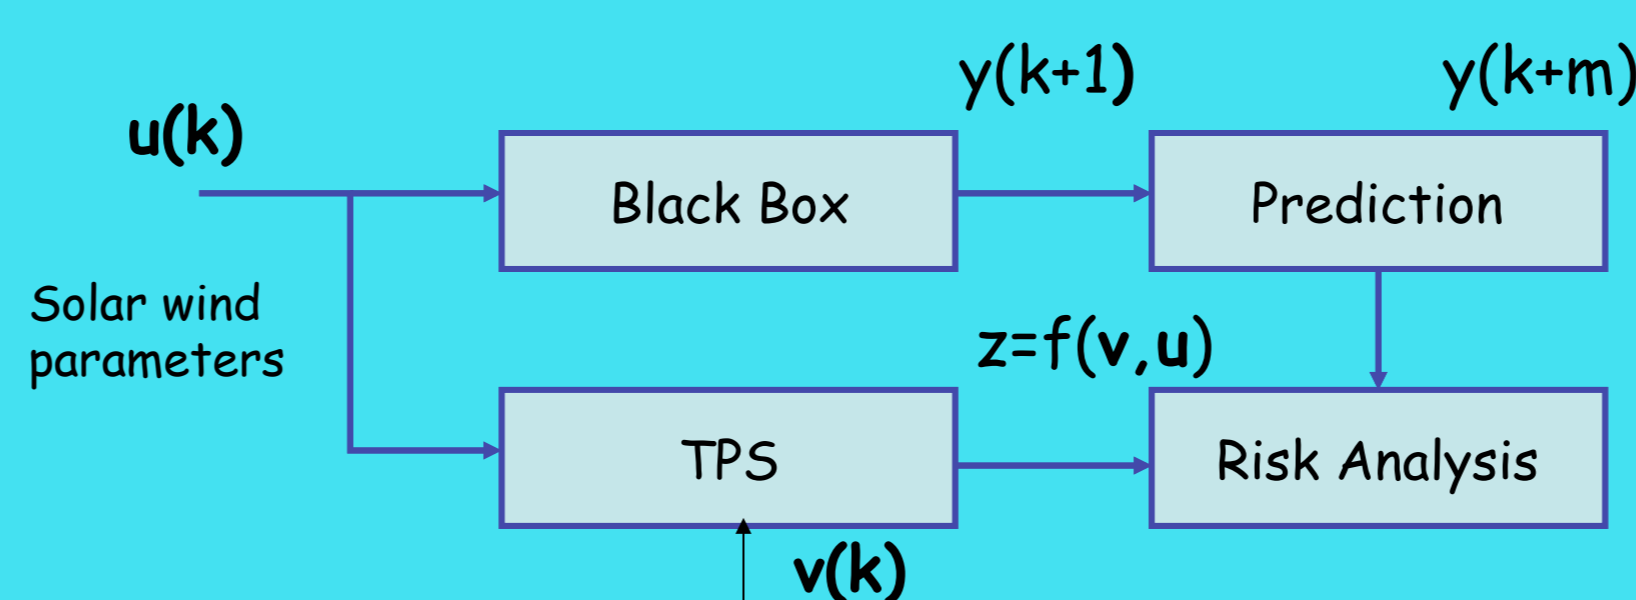 y(k+1)
y(k+m)
u(k)
Black Box
Prediction
Solar wind
parameters
z=f(v,u)
TPS
Risk Analysis
v(k)